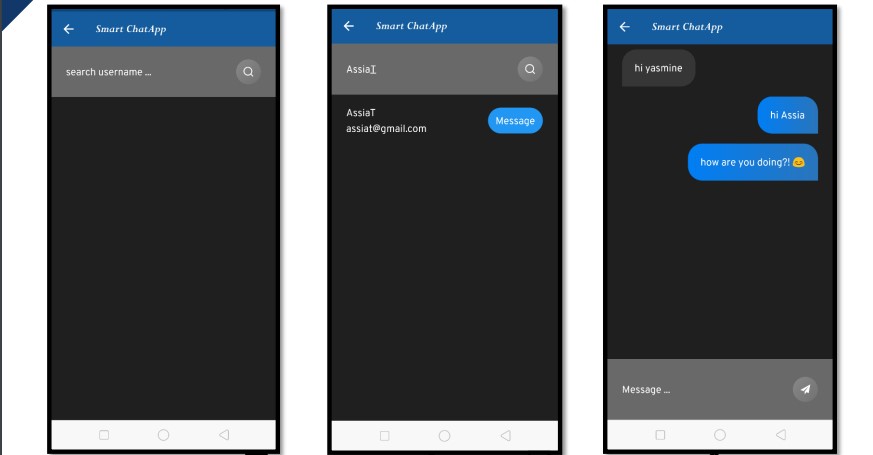 Smart ChatApp
search username ...
Smart ChatApp
Assia
AssiaT
assiat@gmail.com
Message
Smart ChatApp
hi yasmine
hi Assia
how are you doing?! 😊
Message ...